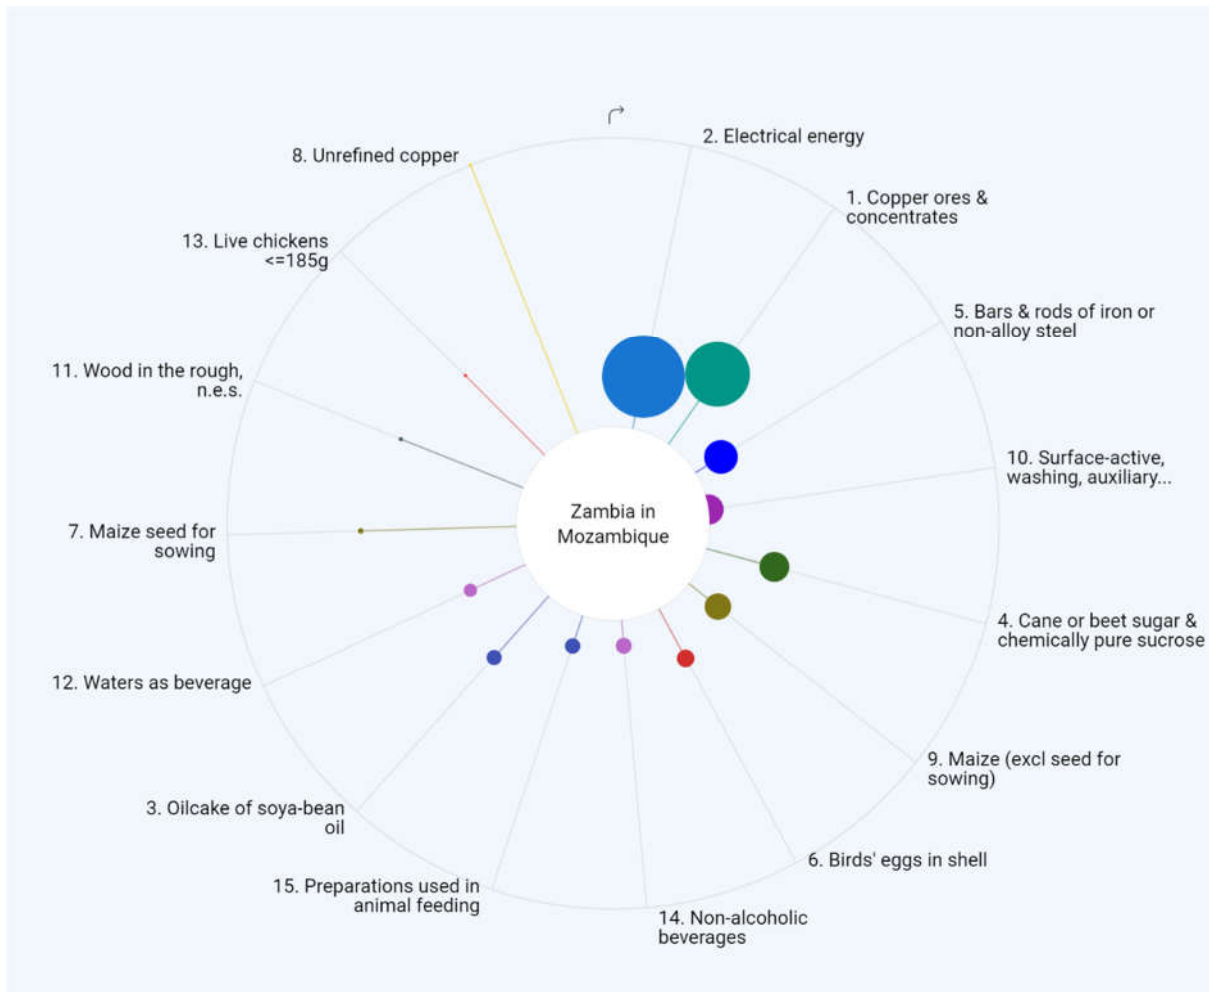 2. Electrical energy
1. Copper ores &
concentrates
5. Bars & rods of iron or
non-alloy steel
10. Surface-active,
washing, auxiliary...
4. Cane or beet sugar &
chemically pure sucrose
9. Maize (excl seed for
sowing)
6. Birds' eggs in shell
14. Non-alcoholic
beverages
15. Preparations used in
animal feeding
3. Oilcake of soya-bean
oil
12. Waters as beverage
7. Maize seed for
sowing
11. Wood in the rough,
n.e.s.
13. Live chickens
<=185g
8. Unrefined copper
Zambia in
Mozambique